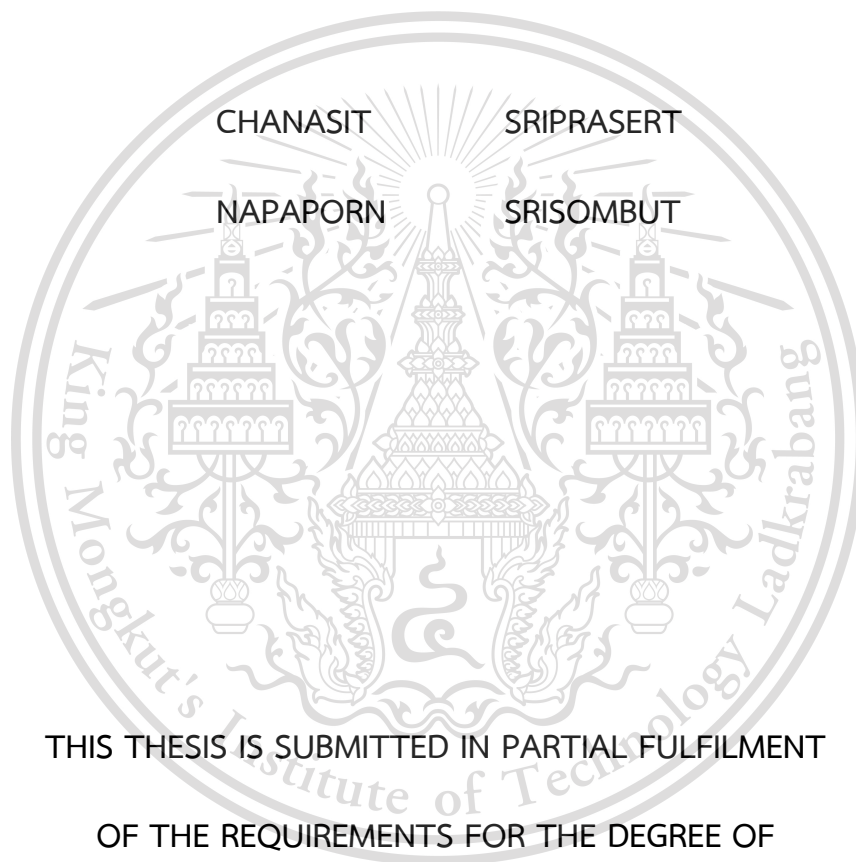 CHANASIT SRIPRASERT
NAPAPORN SRISOMBUT
King Mongkut's Institute of Technology Ladkrabang
THIS THESIS IS SUBMITTED IN PARTIAL FULFILMENT
OF THE REQUIREMENTS FOR THE DEGREE OF